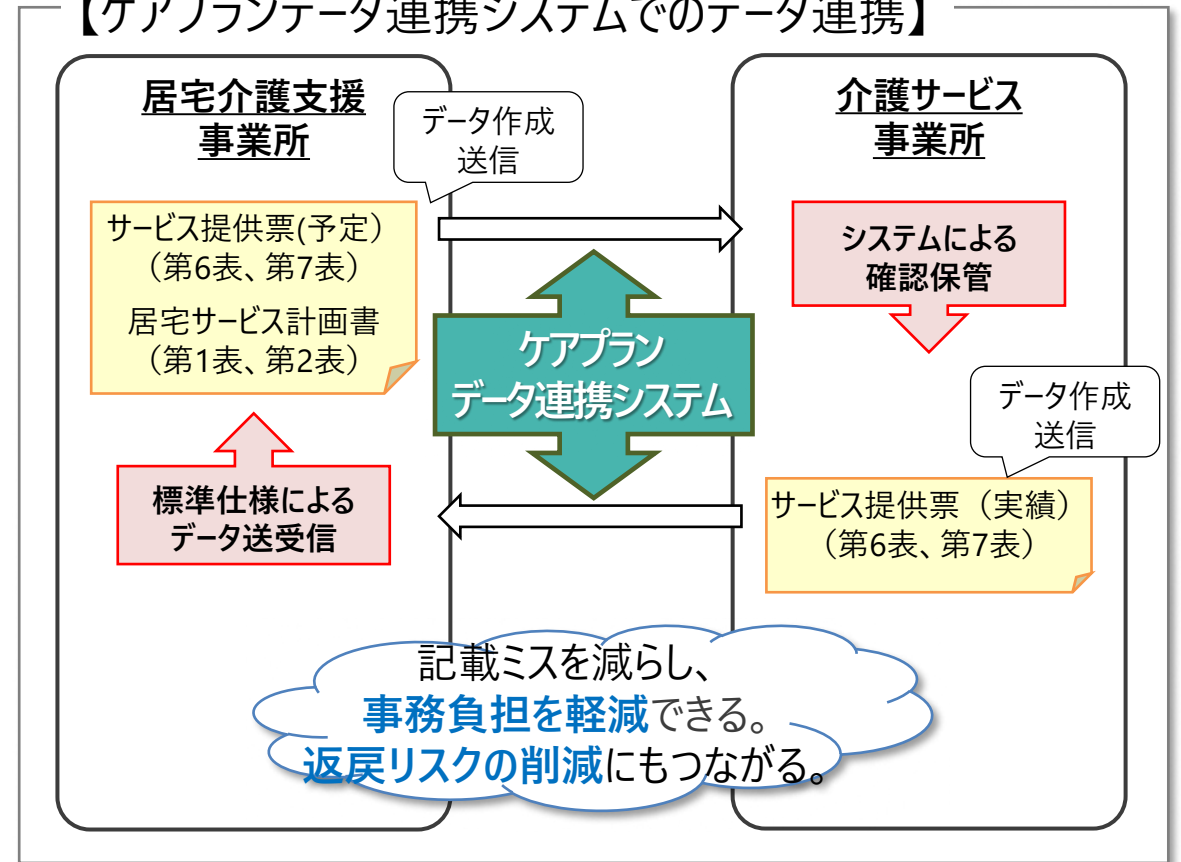 【ケアプランデータ連携システムでのデータ連携】
居宅介護支援
事業所
データ作成
送信
サービス提供票(予定）
（第6表、第7表）
居宅サービス計画書
（第1表、第2表）
標準仕様による
データ送受信
ケアプラン
データ連携システム
介護サービス
事業所
システムによる
確認保管
データ作成
送信
サービス提供票（実績）
（第6表、第7表）
記載ミスを減らし、
事務負担を軽減できる。
返戻リスクの削減にもつながる。